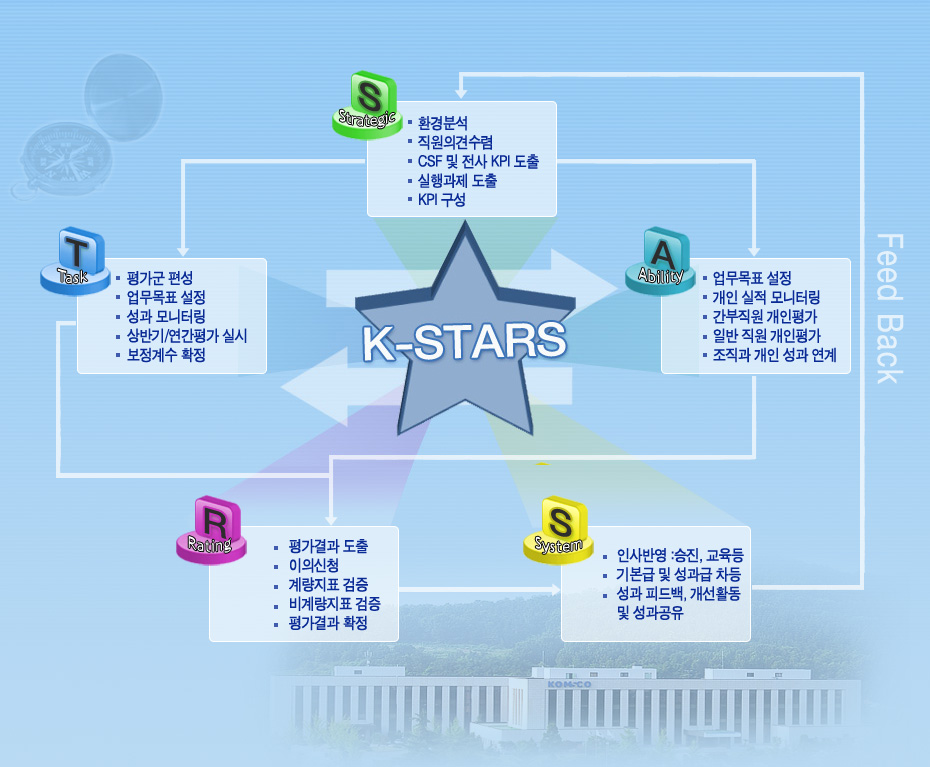 S
Strategic
환경분석
직원의견수렴
CSF 및 전사 KPI 도출
실행과제 도출
KPI 구성
T
Task
평가군 편성
업무목표 설정
성과 모니터링
상반기/연간평가 실시
보정계수 확정
K-STARS
A
Ability
업무목표 설정
개인 실적 모니터링
간부직원 개인평가
일반 직원 개인평가
조직과 개인 성과 연계
Feed Back
R
Rating
평가결과 도출
이의신청
계량지표 검증
비계량지표 검증
평가결과 확정
S
System
인사반영 :승진, 교육등
기본급 및 성과급 차등
성과 피드백, 개선활동
및 성과공유
KOMICO